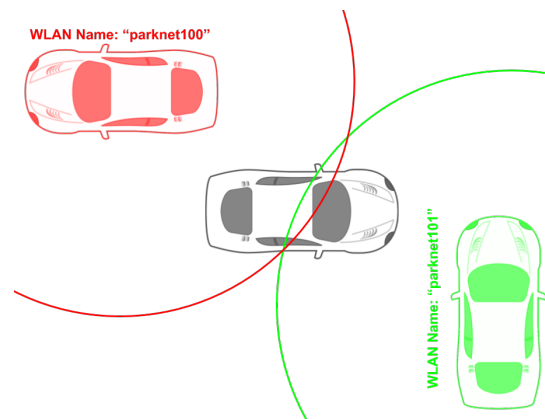 WLAN Name: “parknet100”
WLAN Name: “parknet101”